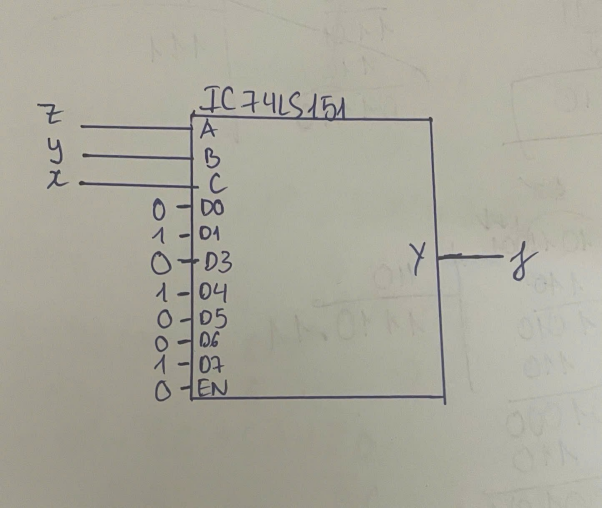 IC74LS151
z A
y B
x C
0 D0
1 D1
0 D3
Y f
1 D4
0 D5
0 D6
1 D7
0 EN